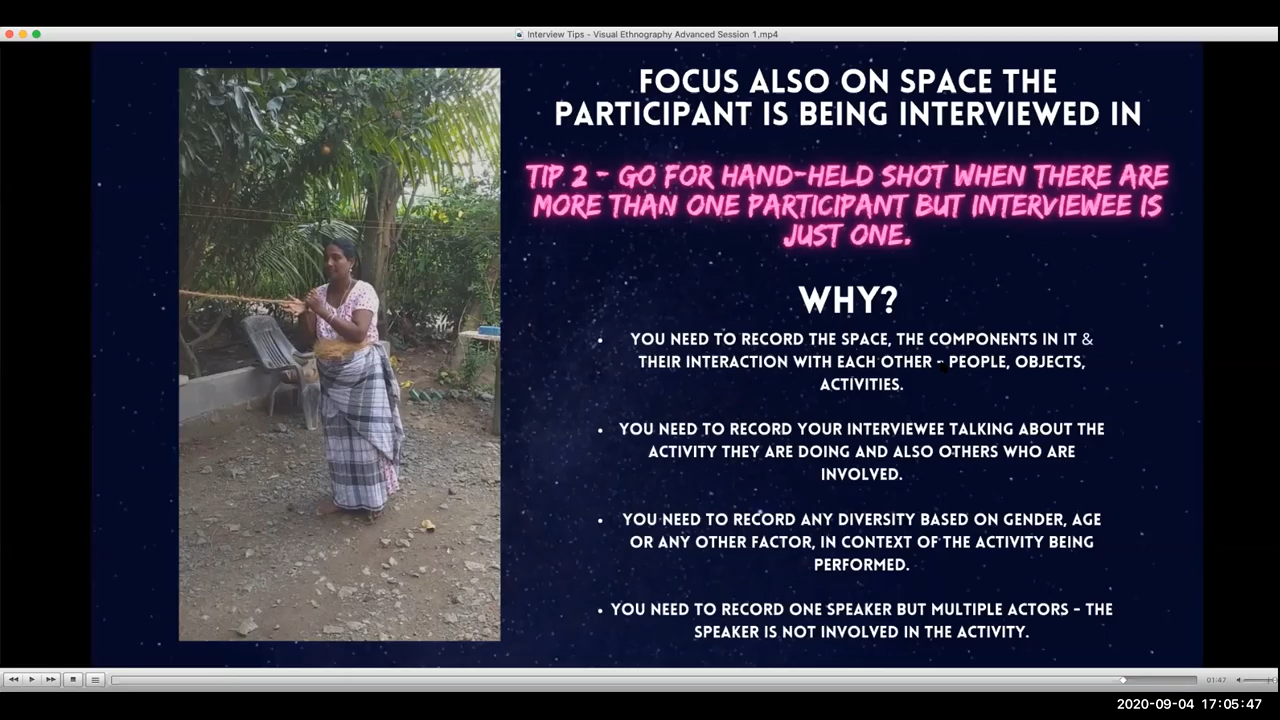 Interview Tips - Visual Ethnography Advanced Session 1.mp4
FOCUS ALSO ON SPACE THE
PARTICIPANT IS BEING INTERVIEWED IN
TIP 2 - GO FOR HAND-HELD SHOT WHEN THERE ARE
MORE THAN ONE PARTICIPANT BUT INTERVIEWEE IS
JUST ONE.
WHY?
• YOU NEED TO RECORD THE SPACE, THE COMPONENTS IN IT &
THEIR INTERACTION WITH EACH OTHER - PEOPLE, OBJECTS,
ACTIVITIES.
• YOU NEED TO RECORD YOUR INTERVIEWEE TALKING ABOUT THE
ACTIVITY THEY ARE DOING AND ALSO OTHERS WHO ARE
INVOLVED.
• YOU NEED TO RECORD ANY DIVERSITY BASED ON GENDER, AGE
OR ANY OTHER FACTOR, IN CONTEXT OF THE ACTIVITY BEING
PERFORMED.
• YOU NEED TO RECORD ONE SPEAKER BUT MULTIPLE ACTORS - THE
SPEAKER IS NOT INVOLVED IN THE ACTIVITY.
01:47
2020-09-04 17:05:47